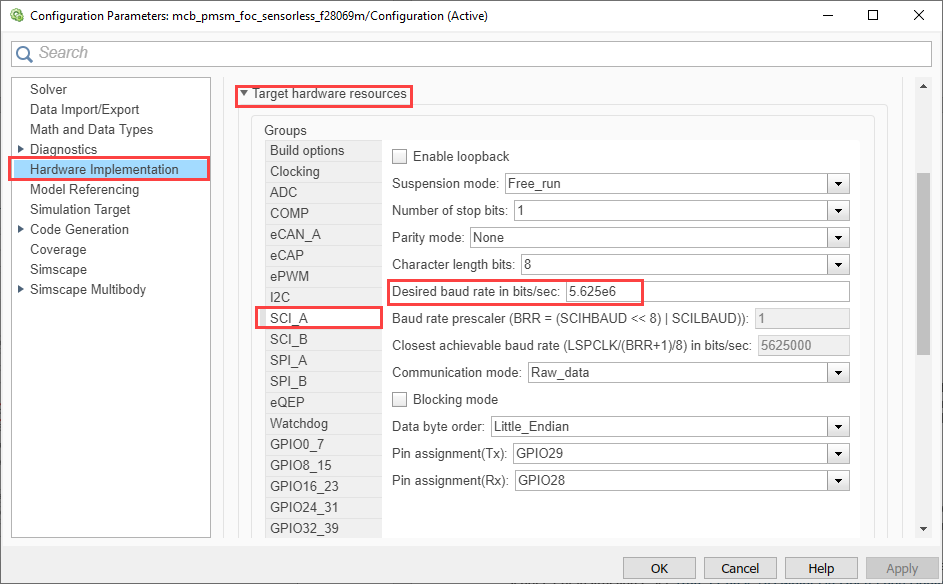 Configuration Parameters: mcb_pmsm_foc_sensorless_f28069m/Configuration (Active)
Search
Solver
Data Import/Export
Math and Data Types
Diagnostics
Hardware Implementation
Model Referencing
Simulation Target
Code Generation
Coverage
Simscape
Simscape Multibody
Target hardware resources
Groups
Build options
Clocking
ADC
COMP
eCAN_A
eCAP
ePWM
I2C
SCI_A
SCI_B
SPI_A
SPI_B
eQEP
Watchdog
GPIO0_7
GPIO8_15
GPIO16_23
GPIO24_31
GPIO32_39
Enable loopback
Suspension mode: Free_run
Number of stop bits: 1
Parity mode: None
Character length bits: 8
Desired baud rate in bits/sec: 5.625e6
Baud rate prescaler (BRR = (SCIHBAUD << 8) | SCILBAUD)): 1
Closest achievable baud rate (LSPCLK/(BRR+1)/8) in bits/sec: 5625000
Communication mode: Raw_data
Blocking mode
Data byte order: Little_Endian
Pin assignment(Tx): GPIO29
Pin assignment(Rx): GPIO28
OK Cancel Help Apply